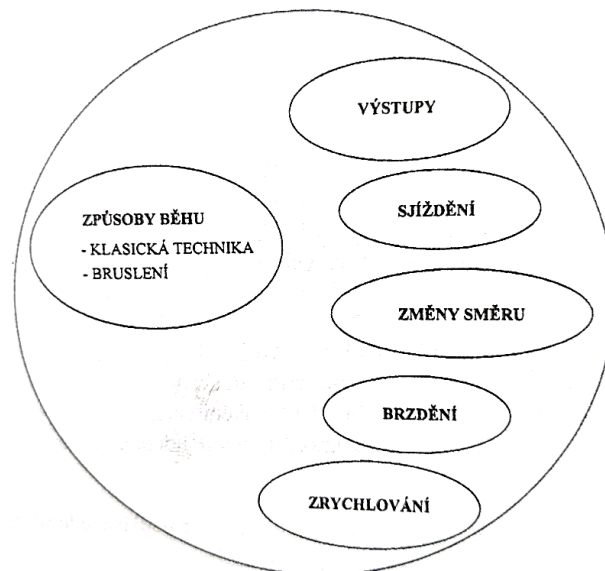 VÝSTUPY
SJÍŽDĚNÍ
ZPŮSOBY BĚHU
- KLASICKÁ TECHNIKA
- BRUSLENÍ
ZMĚNY SMĚRU
BRZDĚNÍ
ZRYCHLOVÁNÍ